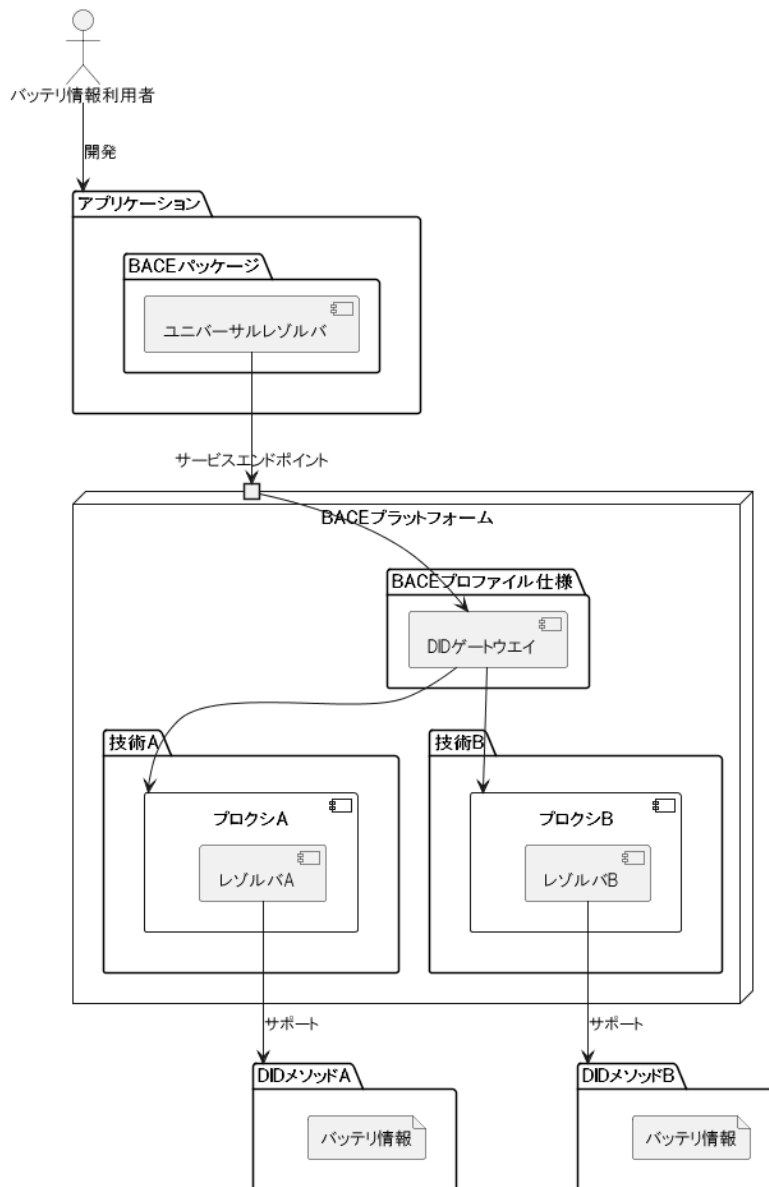 バッテリ情報利用者
開発
アプリケーション
BACEパッケージ
ユニバーサルレゾルバ
サービスエンドポイント
BACEプラットフォーム
BACEプロファイル仕様
DIDゲートウエイ
技術A
技術B
プロクシA
プロクシB
レゾルバA
レゾルバB
サポート
サポート
DIDメソッドA
DIDメソッドB
バッテリ情報
バッテリ情報